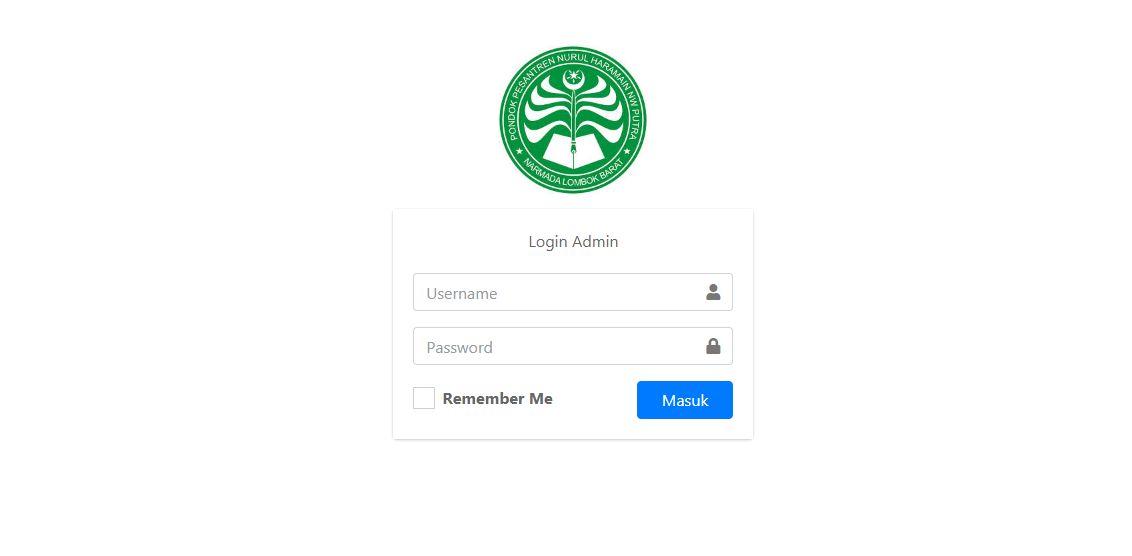 PONDOK PESANTREN NURUL HARAMAIN NW PUTRA
NARMADA LOMBOK BARAT
Login Admin
Username
Password
Remember Me
Masuk